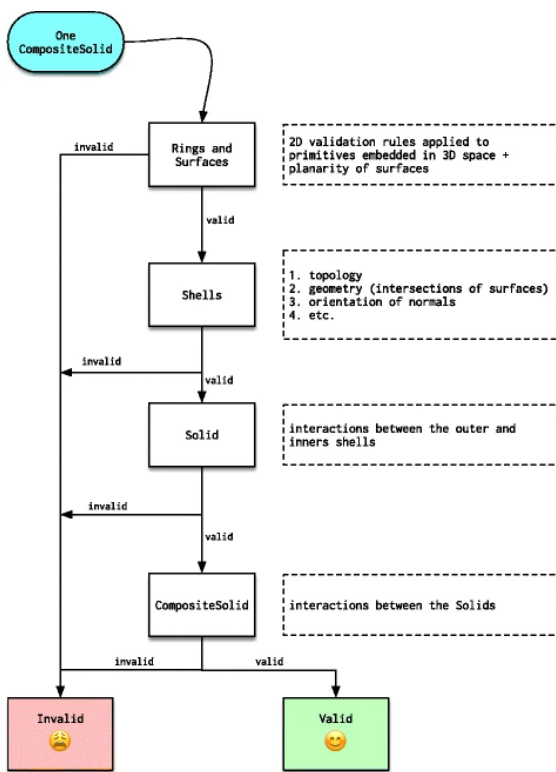 One
CompositeSolid
invalid
Rings and
Surfaces
2D validation rules applied to
primitives embedded in 3D space +
planarity of surfaces
valid
Shells
1. topology
2. geometry (intersections of surfaces)
3. orientation of normals
4. etc.
invalid
valid
Solid
interactions between the outer and
inners shells
invalid
valid
CompositeSolid
interactions between the Solids
invalid
valid
Invalid
Valid